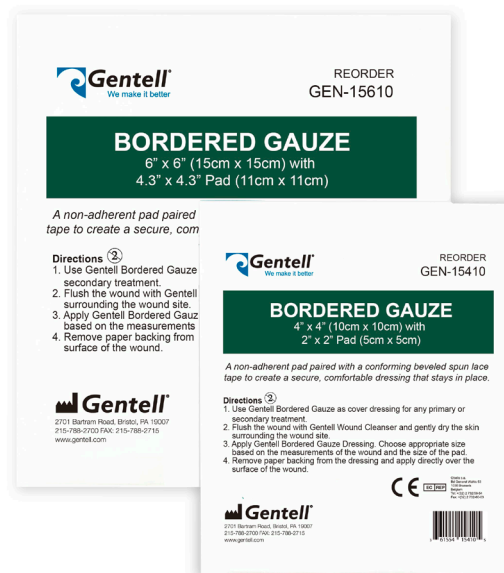 Gentell®
We make it better
REORDER
GEN-15610
BORDERED GAUZE
6” x 6” (15cm x 15cm) with
4.3” x 4.3” Pad (11cm x 11cm)
A non-adherent pad paired
tape to create a secure, com
Directions 2
1. Use Gentell Bordered Gauze
secondary treatment.
2. Flush the wound with Gentell
surrounding the wound site.
3. Apply Gentell Bordered Gauz
based on the measurements
4. Remove paper backing from
surface of the wound.
Gentell®
2701 Bartram Road, Bristol, PA 19007
215-788-2700 FAX: 215-788-2715
www.gentell.com
Gentell®
We make it better
REORDER
GEN-15410
BORDERED GAUZE
4” x 4” (10cm x 10cm) with
2” x 2” Pad (5cm x 5cm)
A non-adherent pad paired with a conforming beveled spun lace
tape to create a secure, comfortable dressing that stays in place.
Directions 2
1. Use Gentell Bordered Gauze as cover dressing for any primary or
secondary treatment.
2. Flush the wound with Gentell Wound Cleanser and gently dry the skin
surrounding the wound site.
3. Apply Gentell Bordered Gauze Dressing. Choose appropriate size
based on the measurements of the wound and the size of the pad.
4. Remove paper backing from the dressing and apply directly over the
surface of the wound.
CE EC REP
Gentell®
2701 Bartram Road, Bristol, PA 19007
215-788-2700 FAX: 215-788-2715
www.gentell.com
61554 15410